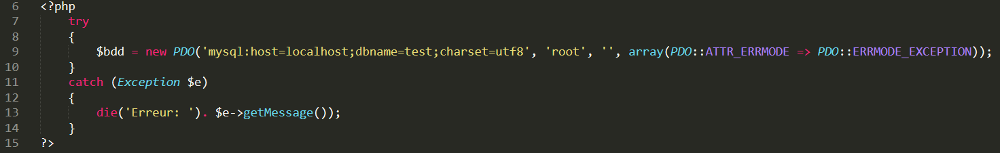 6 <?php
7 try
8 {
9 $bdd = new PDO('mysql:host=localhost;dbname=test;charset=utf8', 'root', '', array(PDO::ATTR_ERRMODE => PDO::ERRMODE_EXCEPTION));
10 }
11 catch (Exception $e)
12 {
13 die('Erreur: '). $e->getMessage());
14 }
15 ?>